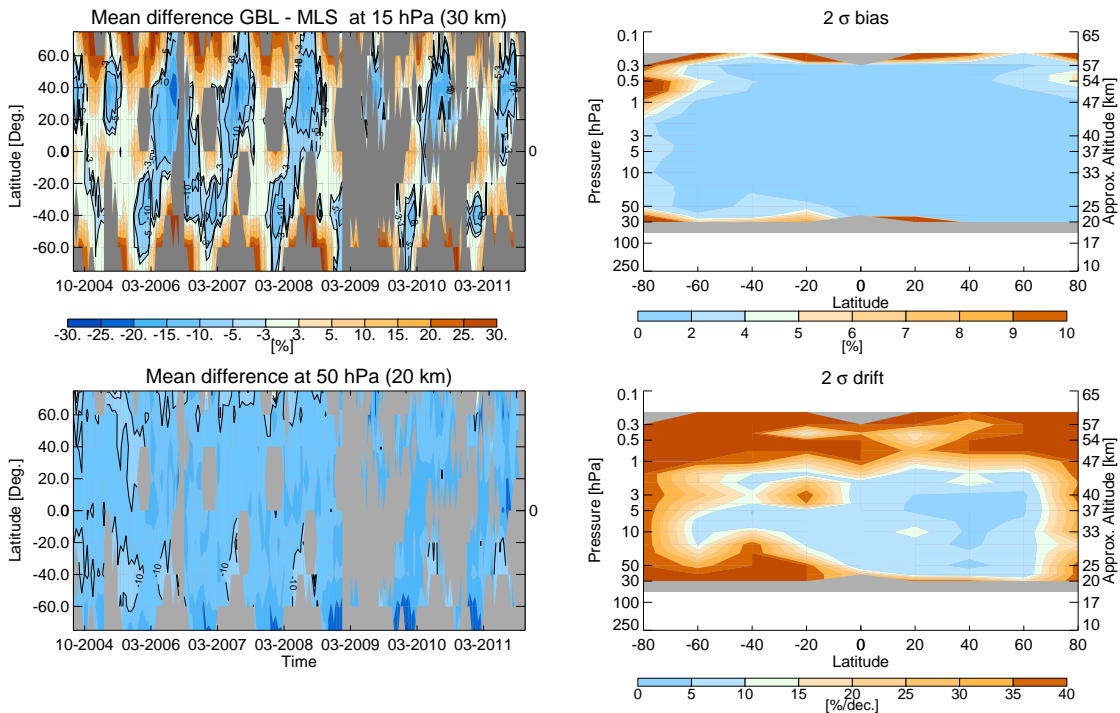 Mean difference GBL - MLS at 15 hPa (30 km)
Latitude [Deg.]
60.0
40.0
20.0
0.0
-20.0
-40.0
-60.0
0
10-2004 03-2006 03-2007 03-2008 03-2009 03-2010 03-2011
-30. -25. -20. -15. -10. -5. -3. 3. 5. 10. 15. 20. 25. 30.
[%]
2 σ bias
Pressure [hPa]
0.1
0.3
0.5
1
3
5
10
50
30
100
250
65
57
54
47
40
37
33
25
20
17
10
Approx. Altitude [km]
-80 -60 -40 -20 0 20 40 60 80
Latitude
0 2 4 5 6 7 8 9 10
[%]
Mean difference at 50 hPa (20 km)
Latitude [Deg.]
60.0
40.0
20.0
0.0
-20.0
-40.0
-60.0
0
-10 -10 -10 -10
10-2004 03-2006 03-2007 03-2008 03-2009 03-2010 03-2011
Time
2 σ drift
Pressure [hPa]
0.1
0.3
0.5
1
3
5
10
50
30
100
250
65
57
54
47
40
37
33
25
20
17
10
Approx. Altitude [km]
-80 -60 -40 -20 0 20 40 60 80
Latitude
0 5 10 15 20 25 30 35 40
[%/dec.]